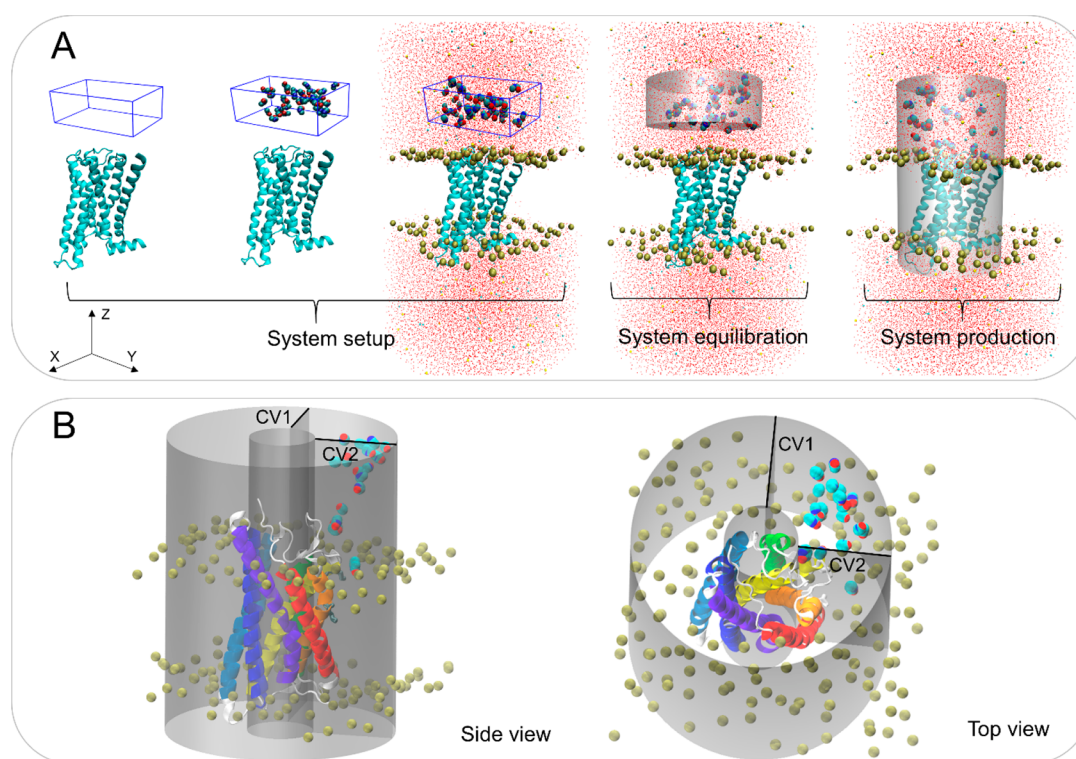 A
System setup
System equilibration
System production
Z
X
Y
B
CV1
CV2
Side view
CV1
CV2
Top view